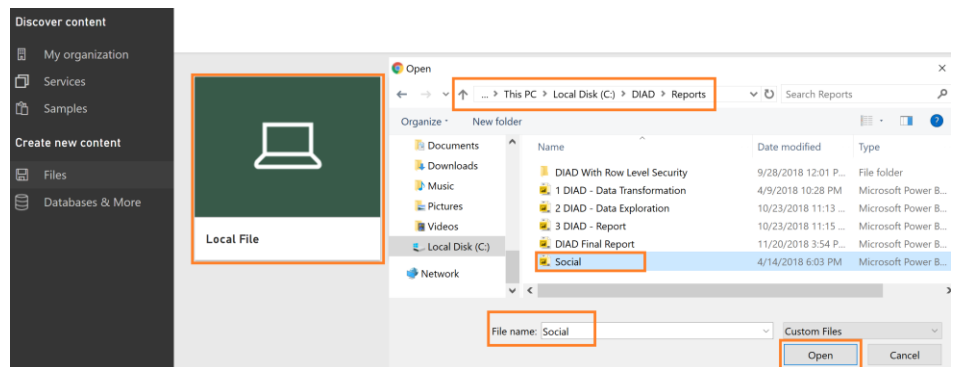 Discover content
My organization
Services
Samples
Create new content
Files
Databases & More
Local File
Open
... > This PC > Local Disk (C:) > DIAD > Reports
Search Reports
Organize
New folder
Documents
Downloads
Music
Pictures
Videos
Local Disk (C:)
Network
Name Date modified Type
DIAD With Row Level Security 9/28/2018 12:01 P... File folder
1 DIAD - Data Transformation 4/9/2018 10:28 PM Microsoft Power B...
2 DIAD - Data Exploration 10/23/2018 11:13 ... Microsoft Power B...
3 DIAD - Report 10/23/2018 11:15 ... Microsoft Power B...
DIAD Final Report 11/20/2018 3:54 P... Microsoft Power B...
Social 4/14/2018 6:03 PM Microsoft Power B...
File name: Social
Custom Files
Open
Cancel